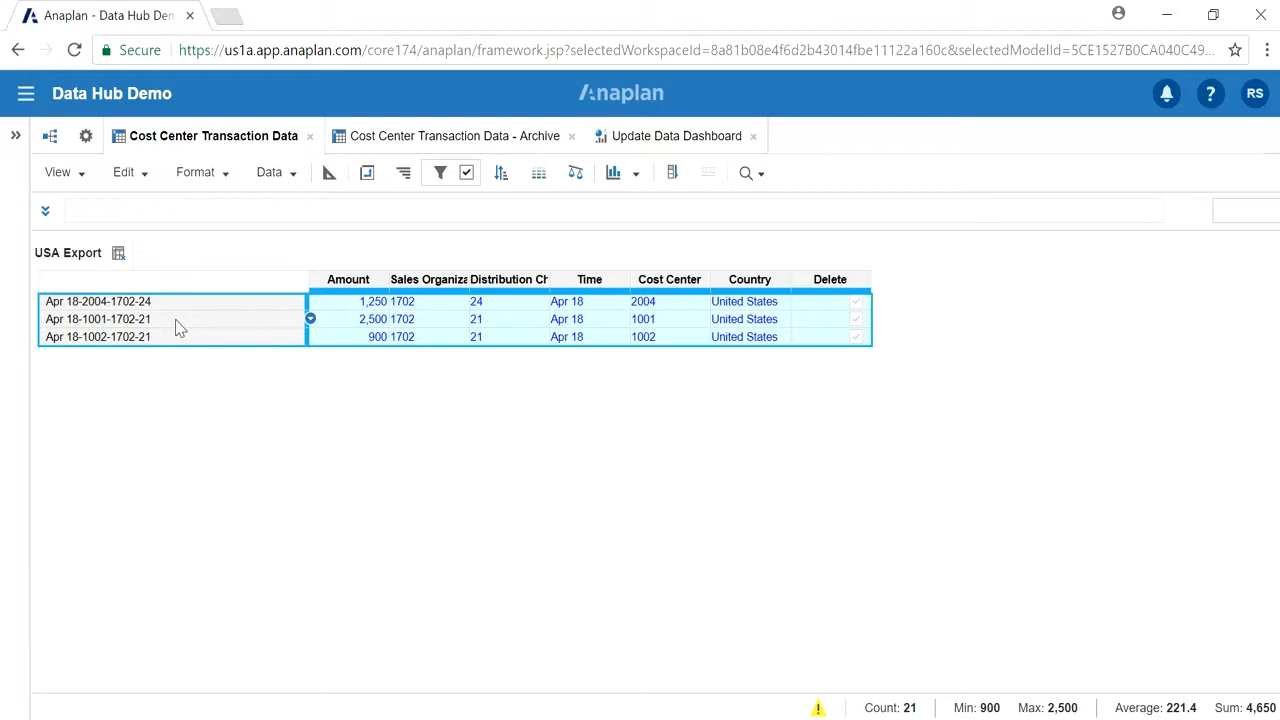 Anaplan - Data Hub Dem
Secure https://us1a.app.anaplan.com/core174/anaplan/framework.jsp?selectedWorkspaceId=8a81b08e4f6d2b43014fbe11122a160c&selectedModelId=5CE1527B0CA040C49...
Data Hub Demo Anaplan ? RS
Cost Center Transaction Data Cost Center Transaction Data - Archive Update Data Dashboard
View Edit Format Data
USA Export
Amount Sales Organiza Distribution Ch Time Cost Center Country Delete
Apr 18-2004-1702-24 1,250 1702 24 Apr 18 2004 United States
Apr 18-1001-1702-21 2,500 1702 21 Apr 18 1001 United States
Apr 18-1002-1702-21 900 1702 21 Apr 18 1002 United States
Count: 21 Min: 900 Max: 2,500 Average: 221.4 Sum: 4,650